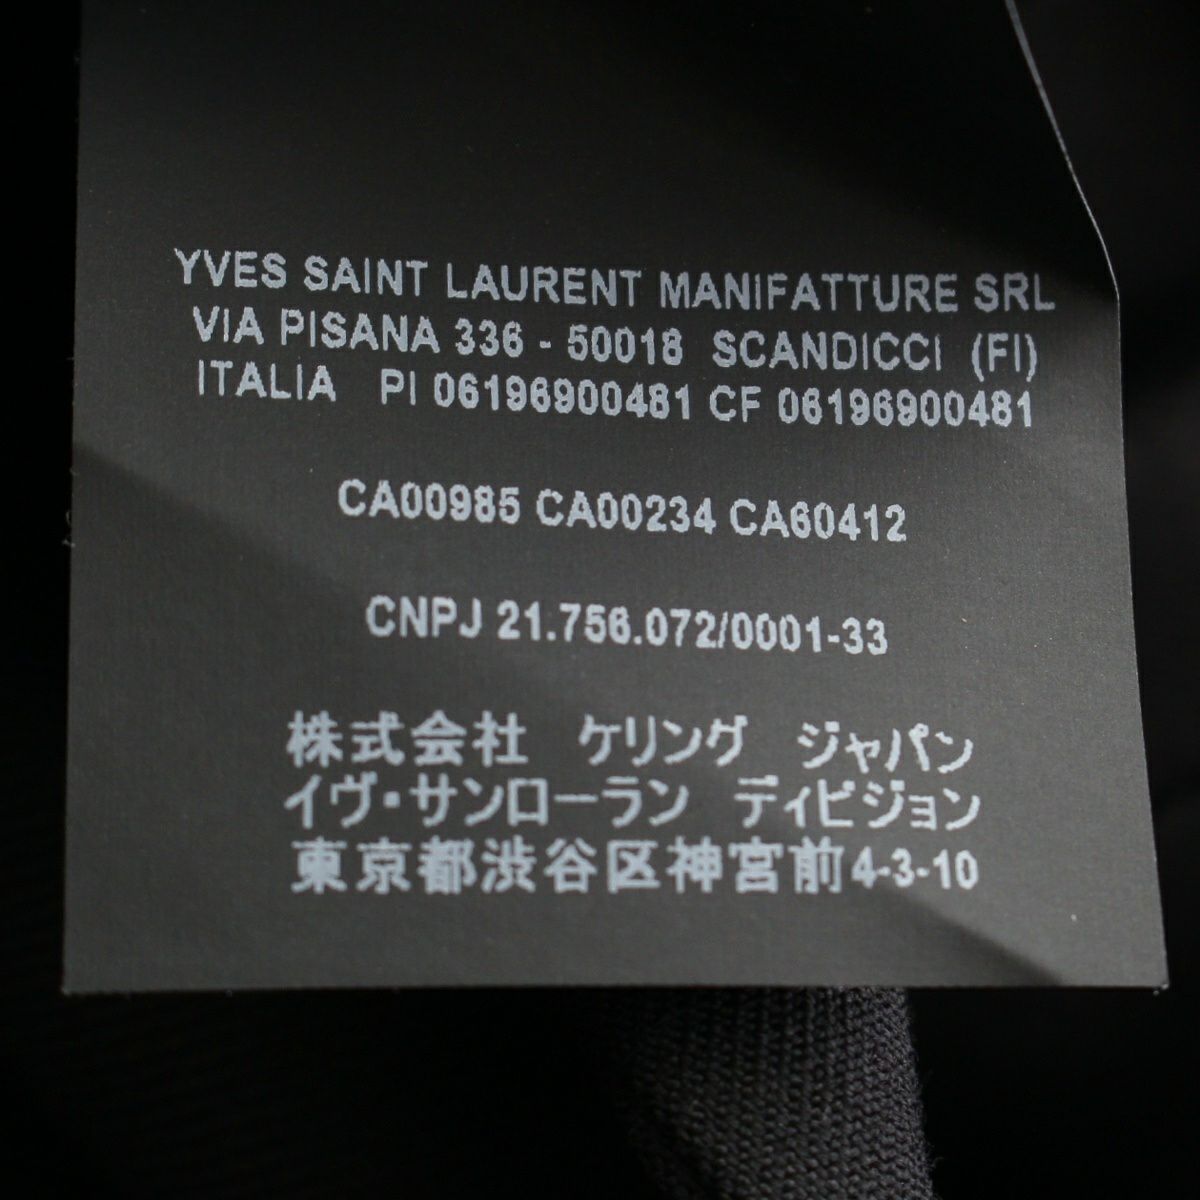 YVES SAINT LAURENT MANIFATTURE SRL
VIA PISANA 336 - 50018 SCANDICCI (FI)
ITALIA PI 06196900481 CF 06196900481
CA00985 CA00234 CA60412
CNPJ 21.756.072/0001-33
株式会社 ケリング ジャパン
イヴ・サンローラン ディビジョン
東京都渋谷区神宮前4-3-10